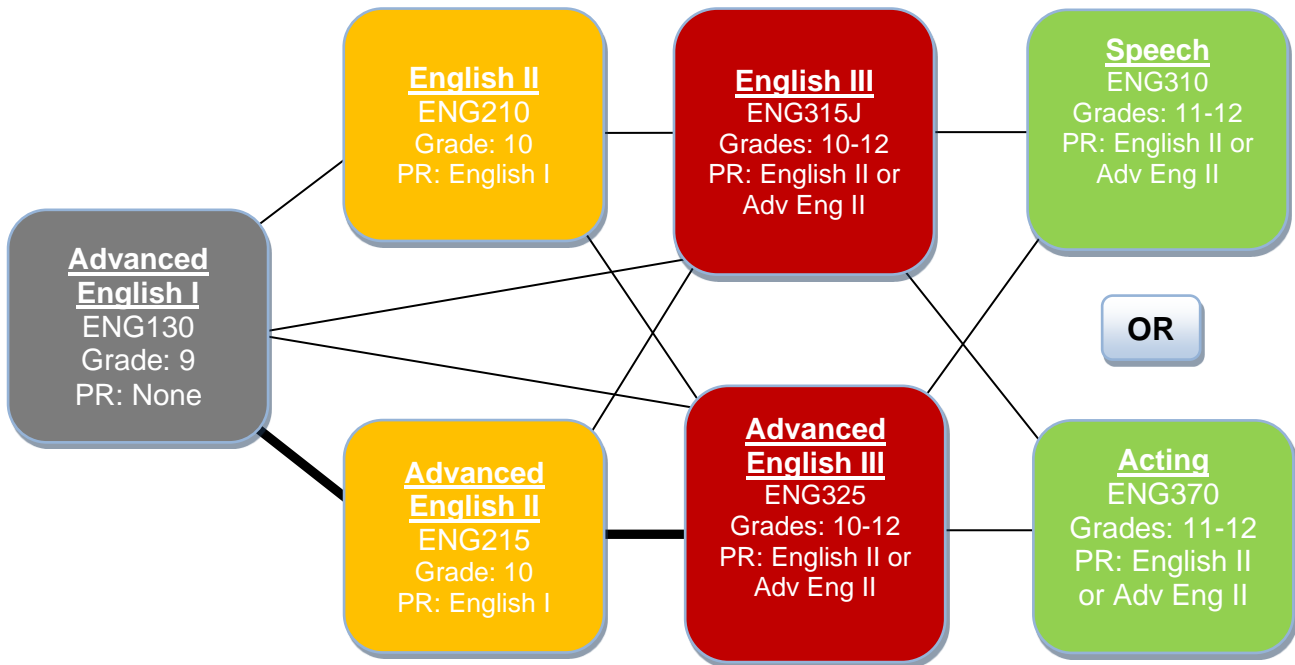 Advanced
English I
ENG130
Grade: 9
PR: None
English II
ENG210
Grade: 10
PR: English I
Advanced
English II
ENG215
Grade: 10
PR: English I
English III
ENG315J
Grades: 10-12
PR: English II or
Adv Eng II
Advanced
English III
ENG325
Grades: 10-12
PR: English II or
Adv Eng II
Speech
ENG310
Grades: 11-12
PR: English II or
Adv Eng II
OR
Acting
ENG370
Grades: 11-12
PR: English II
or Adv Eng II